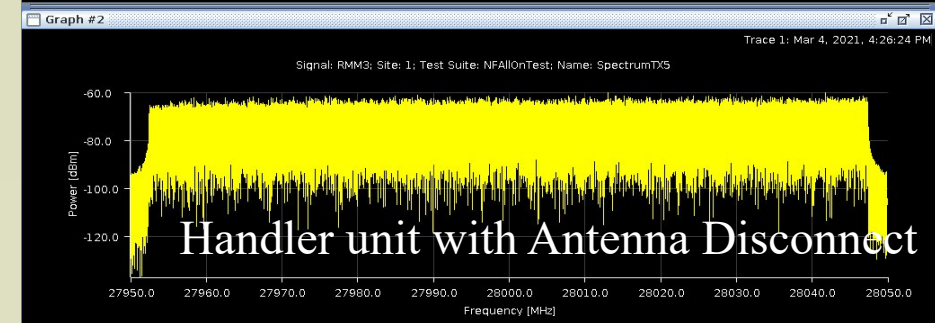 Graph #2
Trace 1: Mar 4, 2021, 4:26:24 PM
Signal: RMM3; Site: 1; Test Suite: NFAllOnTest; Name: SpectrumTX5
-60.0
-80.0
-100.0
-120.0
Power [dBm]
Handler unit with Antenna Disconnect
27950.0 27960.0 27970.0 27980.0 27990.0 28000.0 28010.0 28020.0 28030.0 28040.0 28050.0
Frequency [MHz]